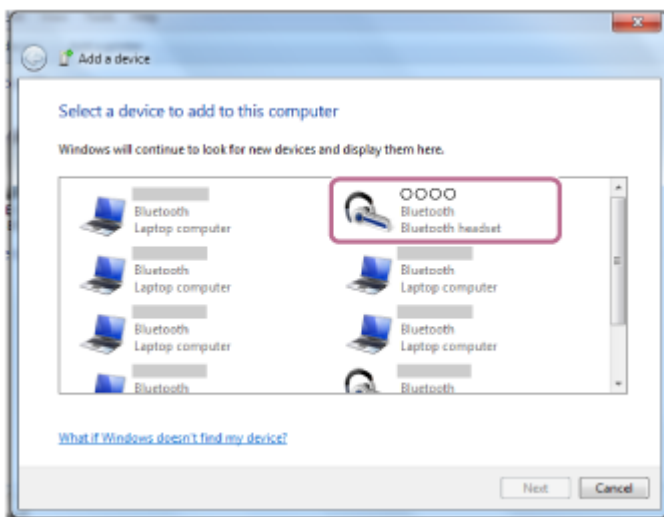 Add a device
Select a device to add to this computer
Windows will continue to look for new devices and display them here.
Bluetooth
Laptop computer
OOOO
Bluetooth
Bluetooth headset
Bluetooth
Laptop computer
Bluetooth
Laptop computer
Bluetooth
Laptop computer
Bluetooth
Laptop computer
Bluetooth
Bluetooth
What if Windows doesn't find my device?
Next
Cancel